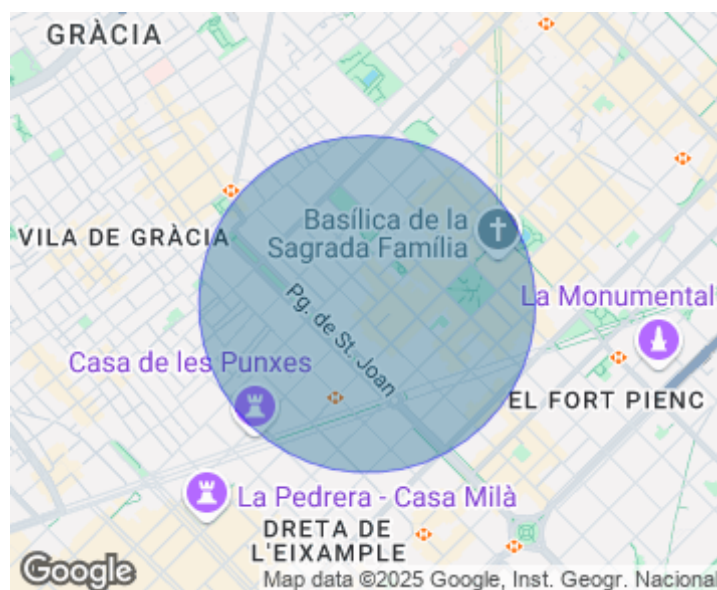 GRÀCIA
Basílica de la
Sagrada Família
VILA DE GRÀCIA
La Monumental
Pg. de St. Joan
Casa de les Punxes
EL FORT PIENC
La Pedrera - Casa Milà
DRETA DE
L'EIXAMPLE
Google
Map data ©2025 Google, Inst. Geogr. Nacional